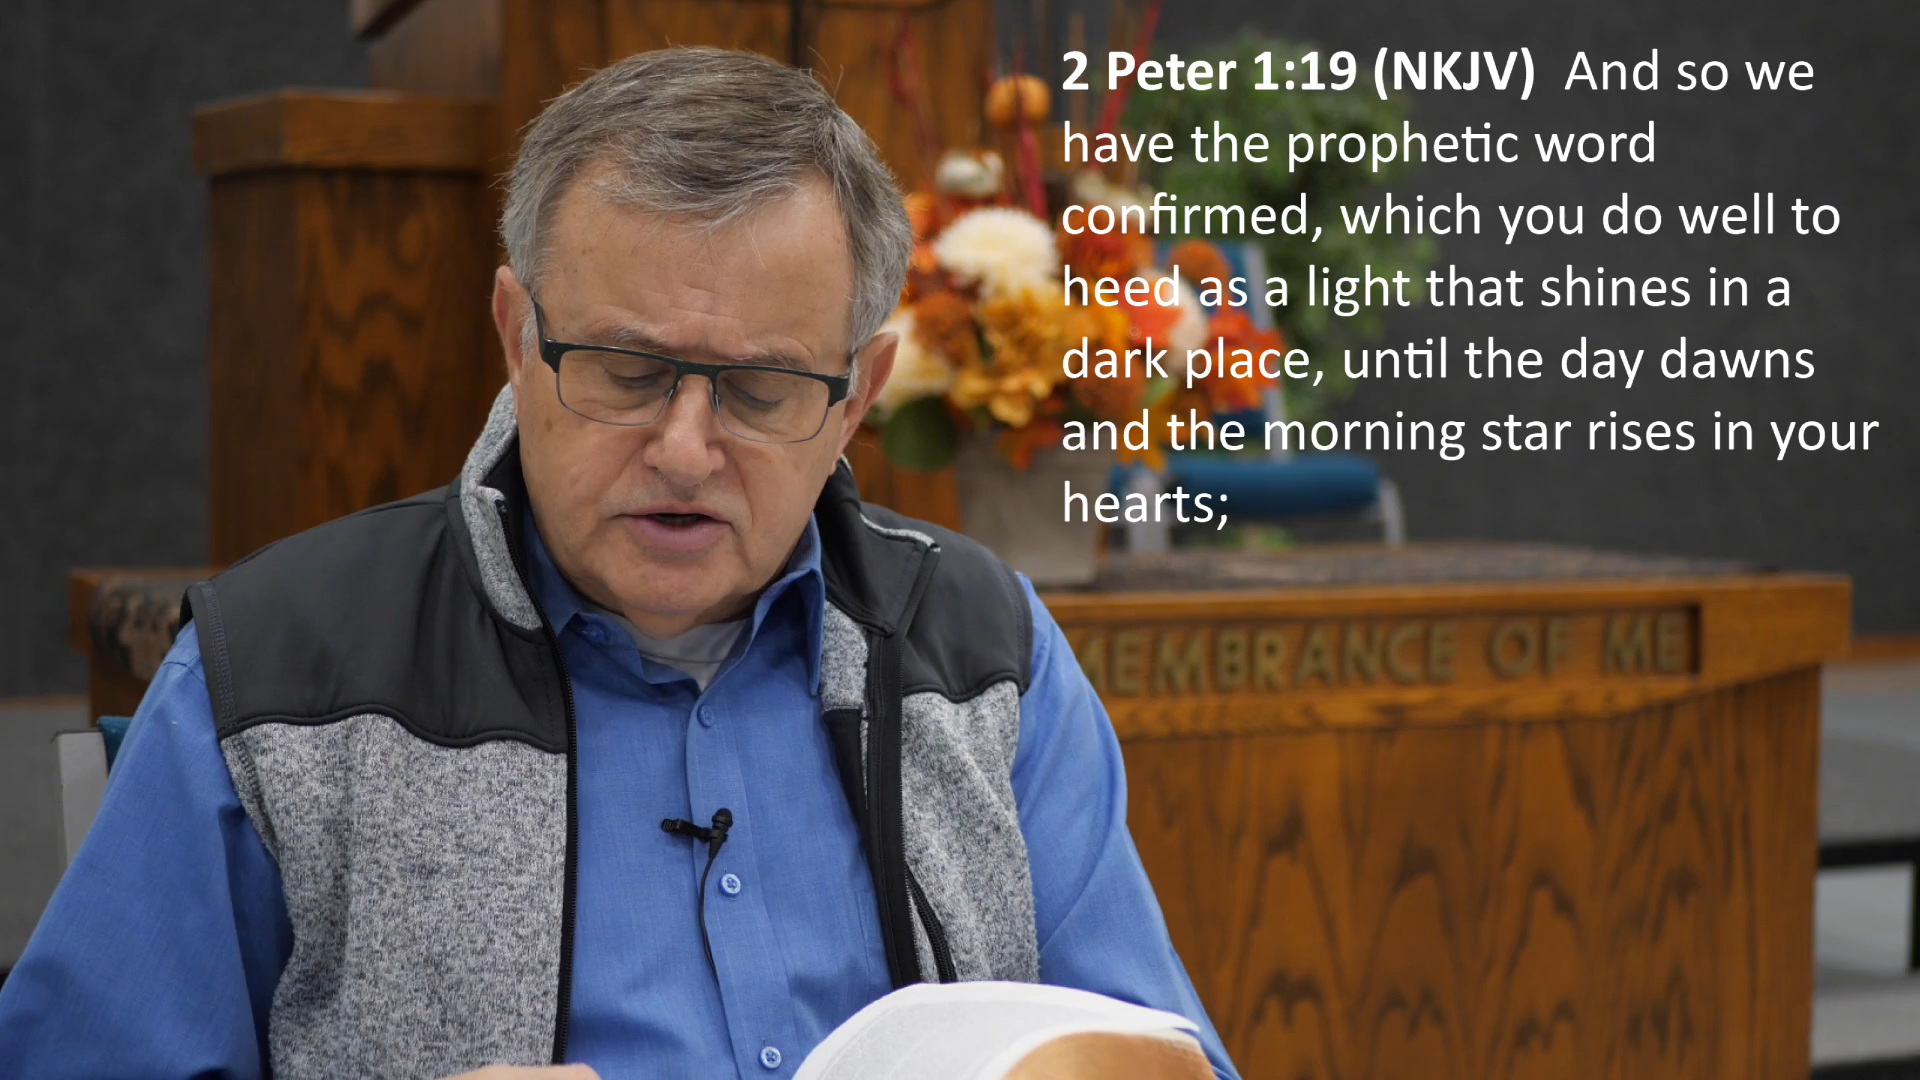 2 Peter 1:19 (NKJV) And so we
have the prophetic word
confirmed, which you do well to
heed as a light that shines in a
dark place, until the day dawns
and the morning star rises in your
hearts;
MEMBRANCE OF ME